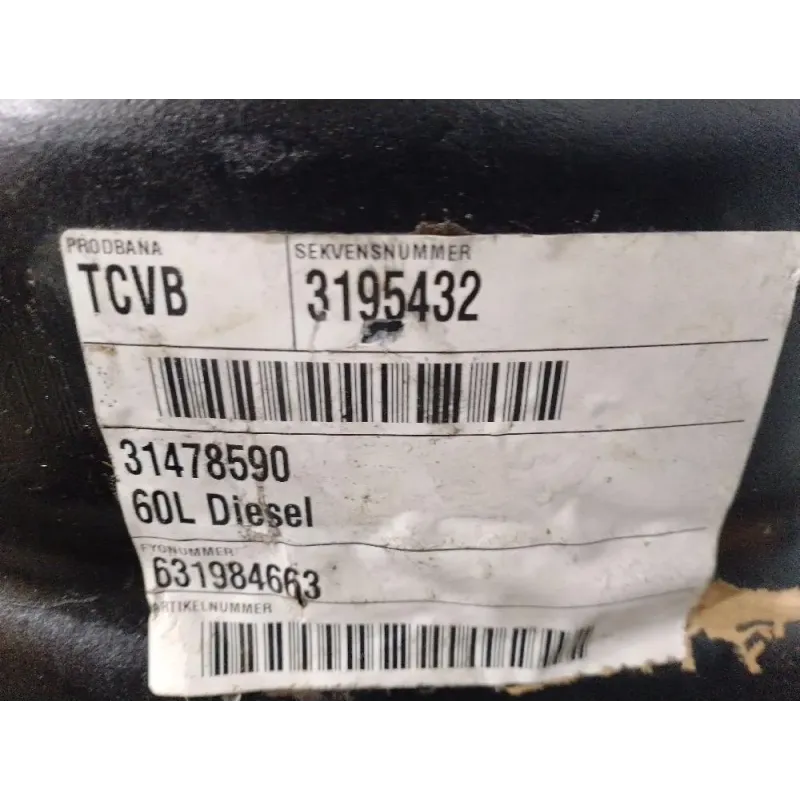 PRODBANA SEKVENSNUMMER
TCVB 3195432
31478590
60L Diesel
FYONUMMER
631984663
ARTIKELNUMMER